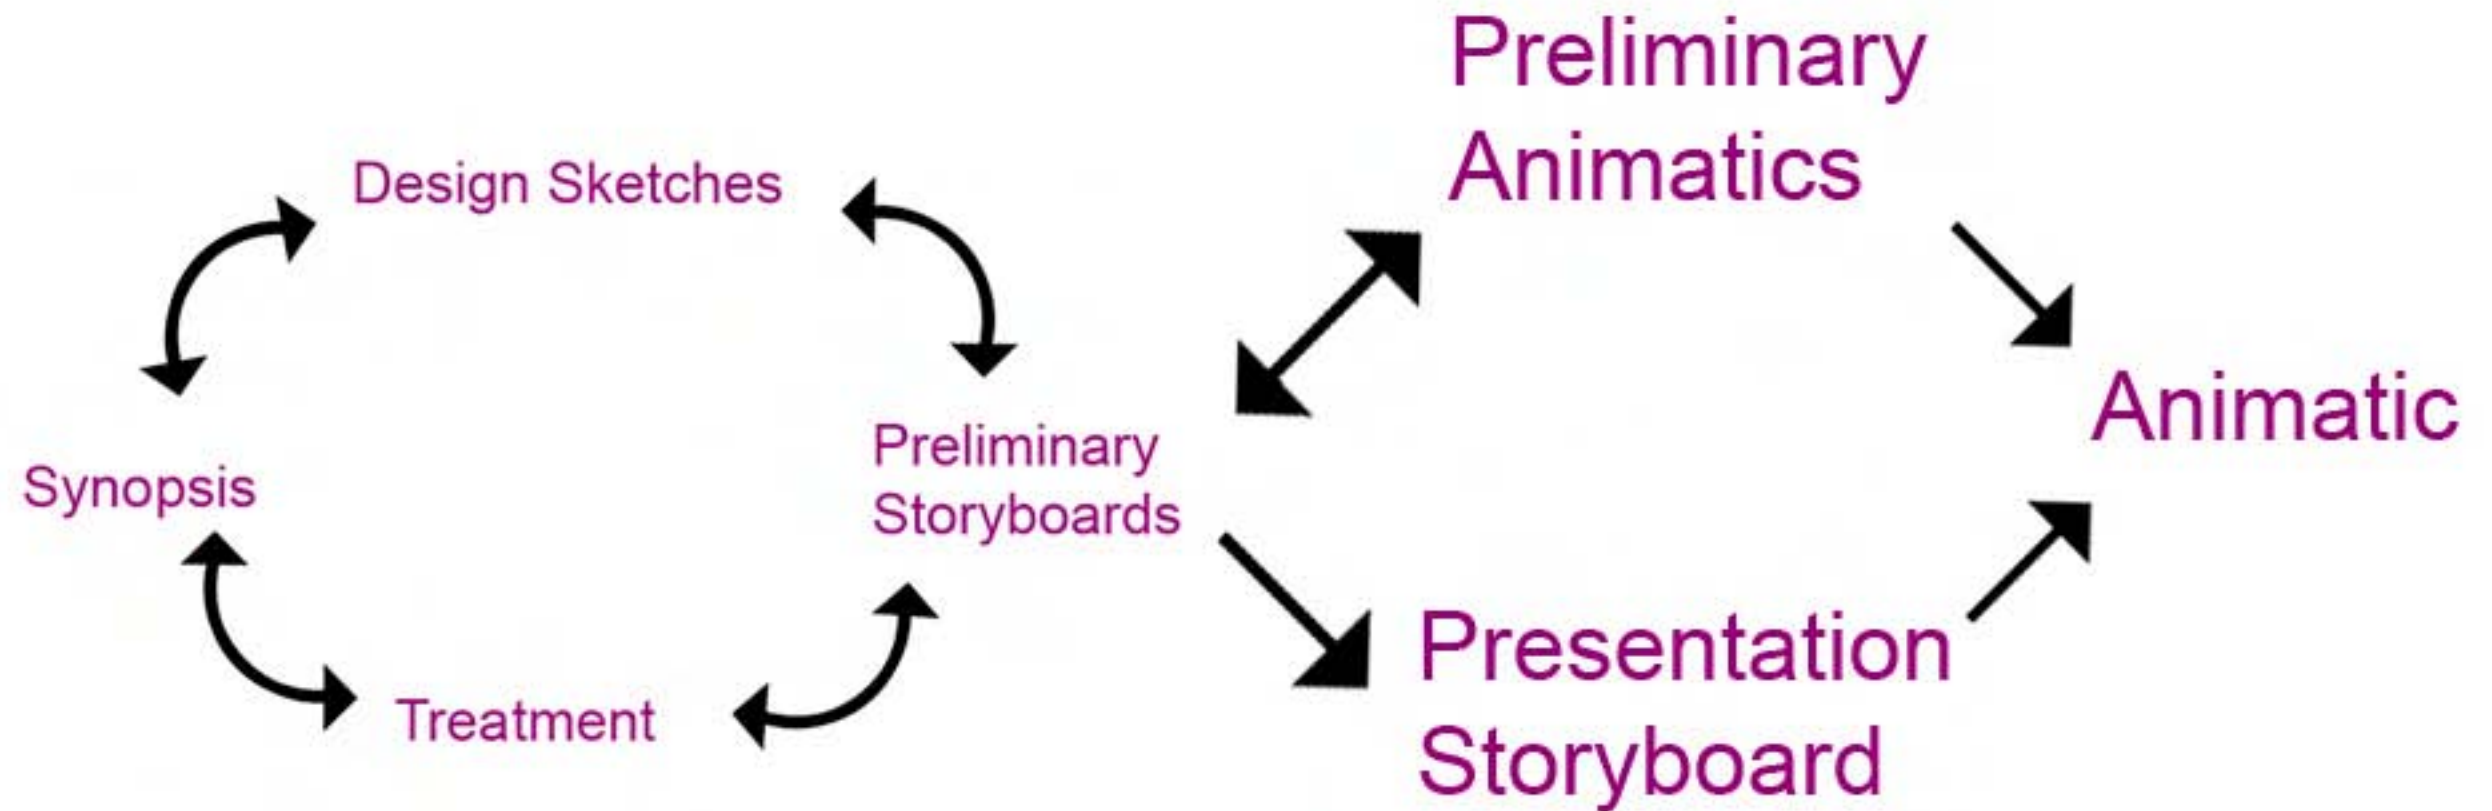 Preliminary
Animatics
Design Sketches
Animatic
Preliminary
Storyboards
Synopsis
Presentation
Storyboard
Treatment